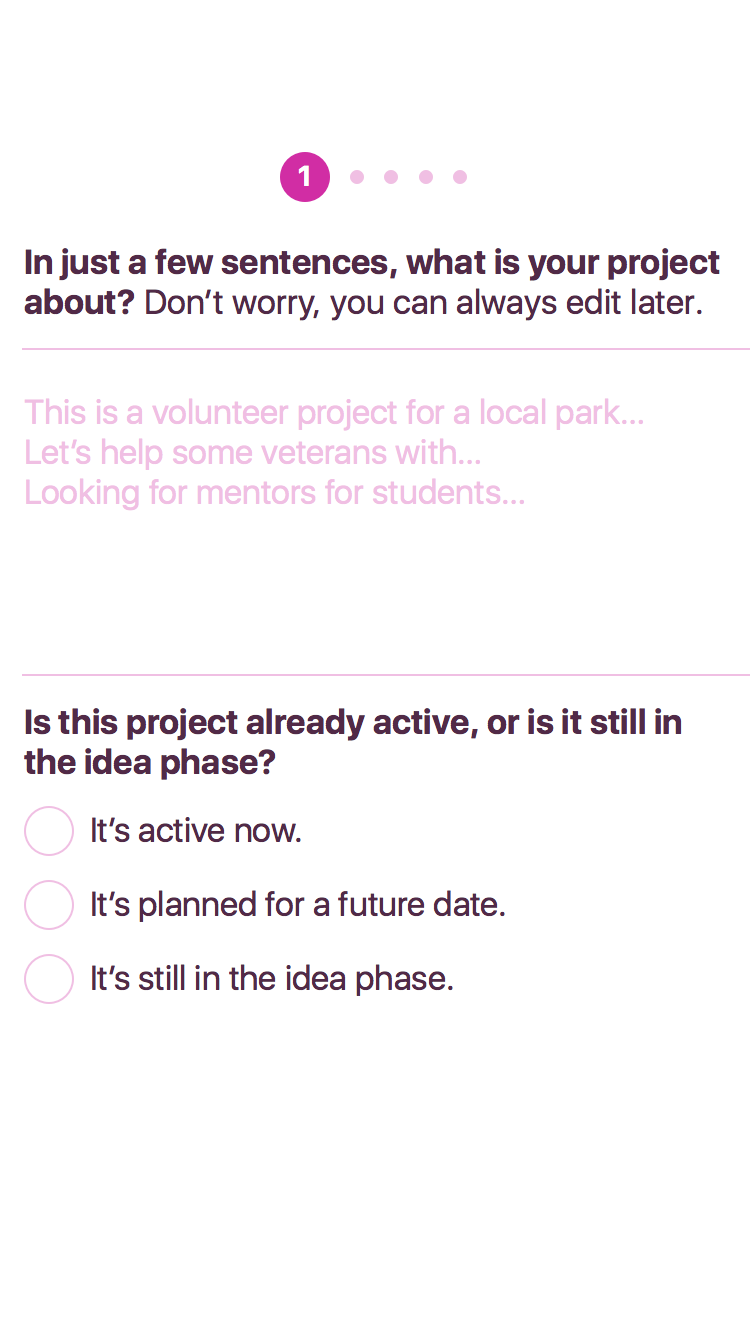 1
In just a few sentences, what is your project
about? Don’t worry, you can always edit later.
This is a volunteer project for a local park...
Let’s help some veterans with...
Looking for mentors for students...
Is this project already active, or is it still in
the idea phase?
It’s active now.
It’s planned for a future date.
It’s still in the idea phase.